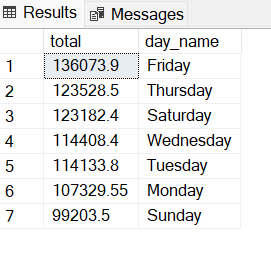 Results Messages
total day_name
1 136073.9 Friday
2 123528.5 Thursday
3 123182.4 Saturday
4 114408.4 Wednesday
5 114133.8 Tuesday
6 107329.55 Monday
7 99203.5 Sunday